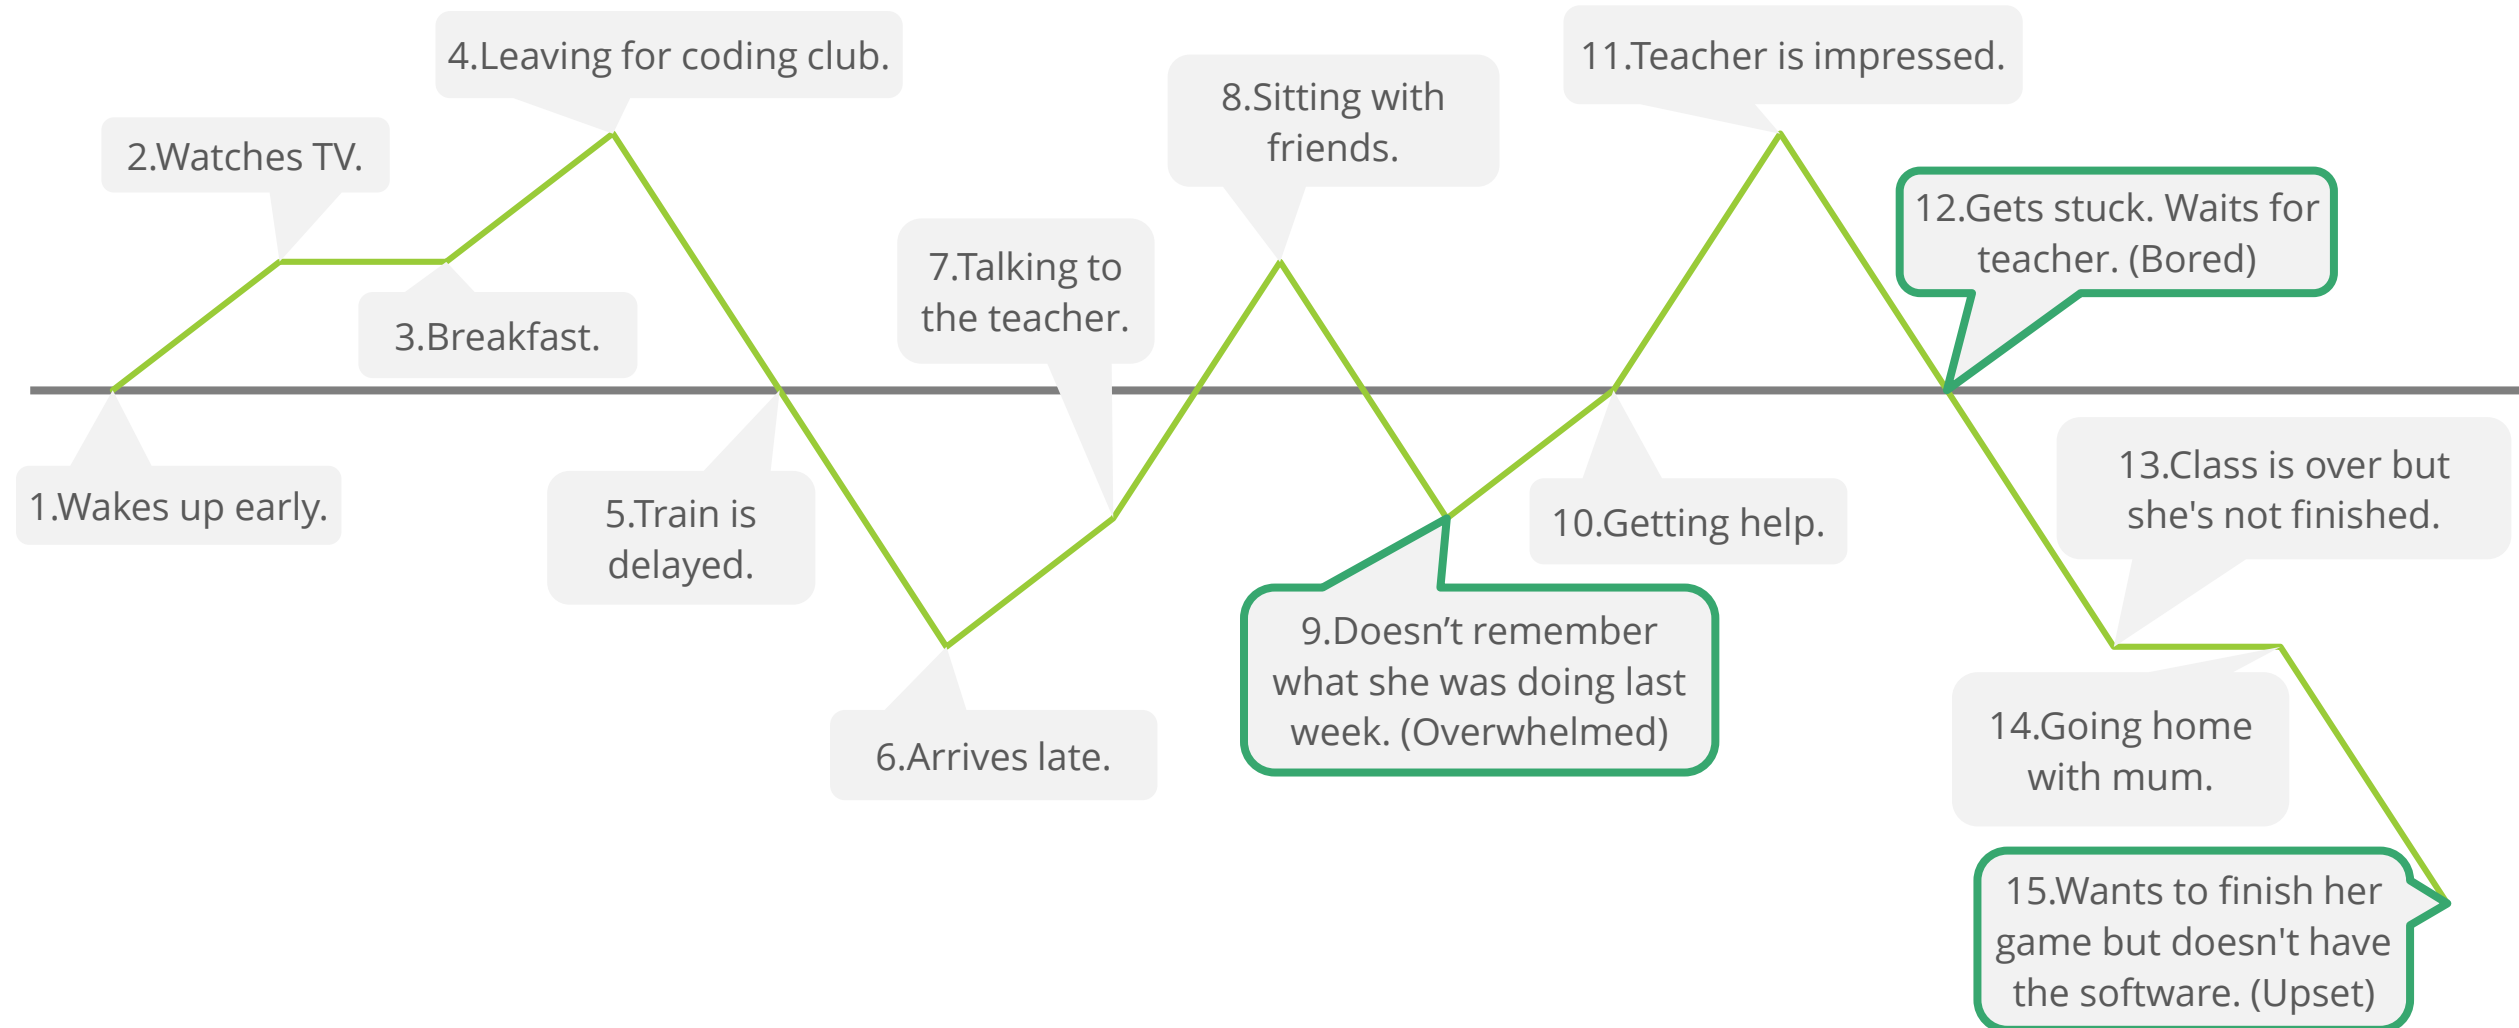 1.Wakes up early.
2.Watches TV.
3.Breakfast.
4.Leaving for coding club.
5.Train is
delayed.
6.Arrives late.
7.Talking to
the teacher.
8.Sitting with
friends.
9.Doesn’t remember
what she was doing last
week. (Overwhelmed)
10.Getting help.
11.Teacher is impressed.
12.Gets stuck. Waits for
teacher. (Bored)
13.Class is over but
she's not finished.
14.Going home
with mum.
15.Wants to finish her
game but doesn't have
the software. (Upset)